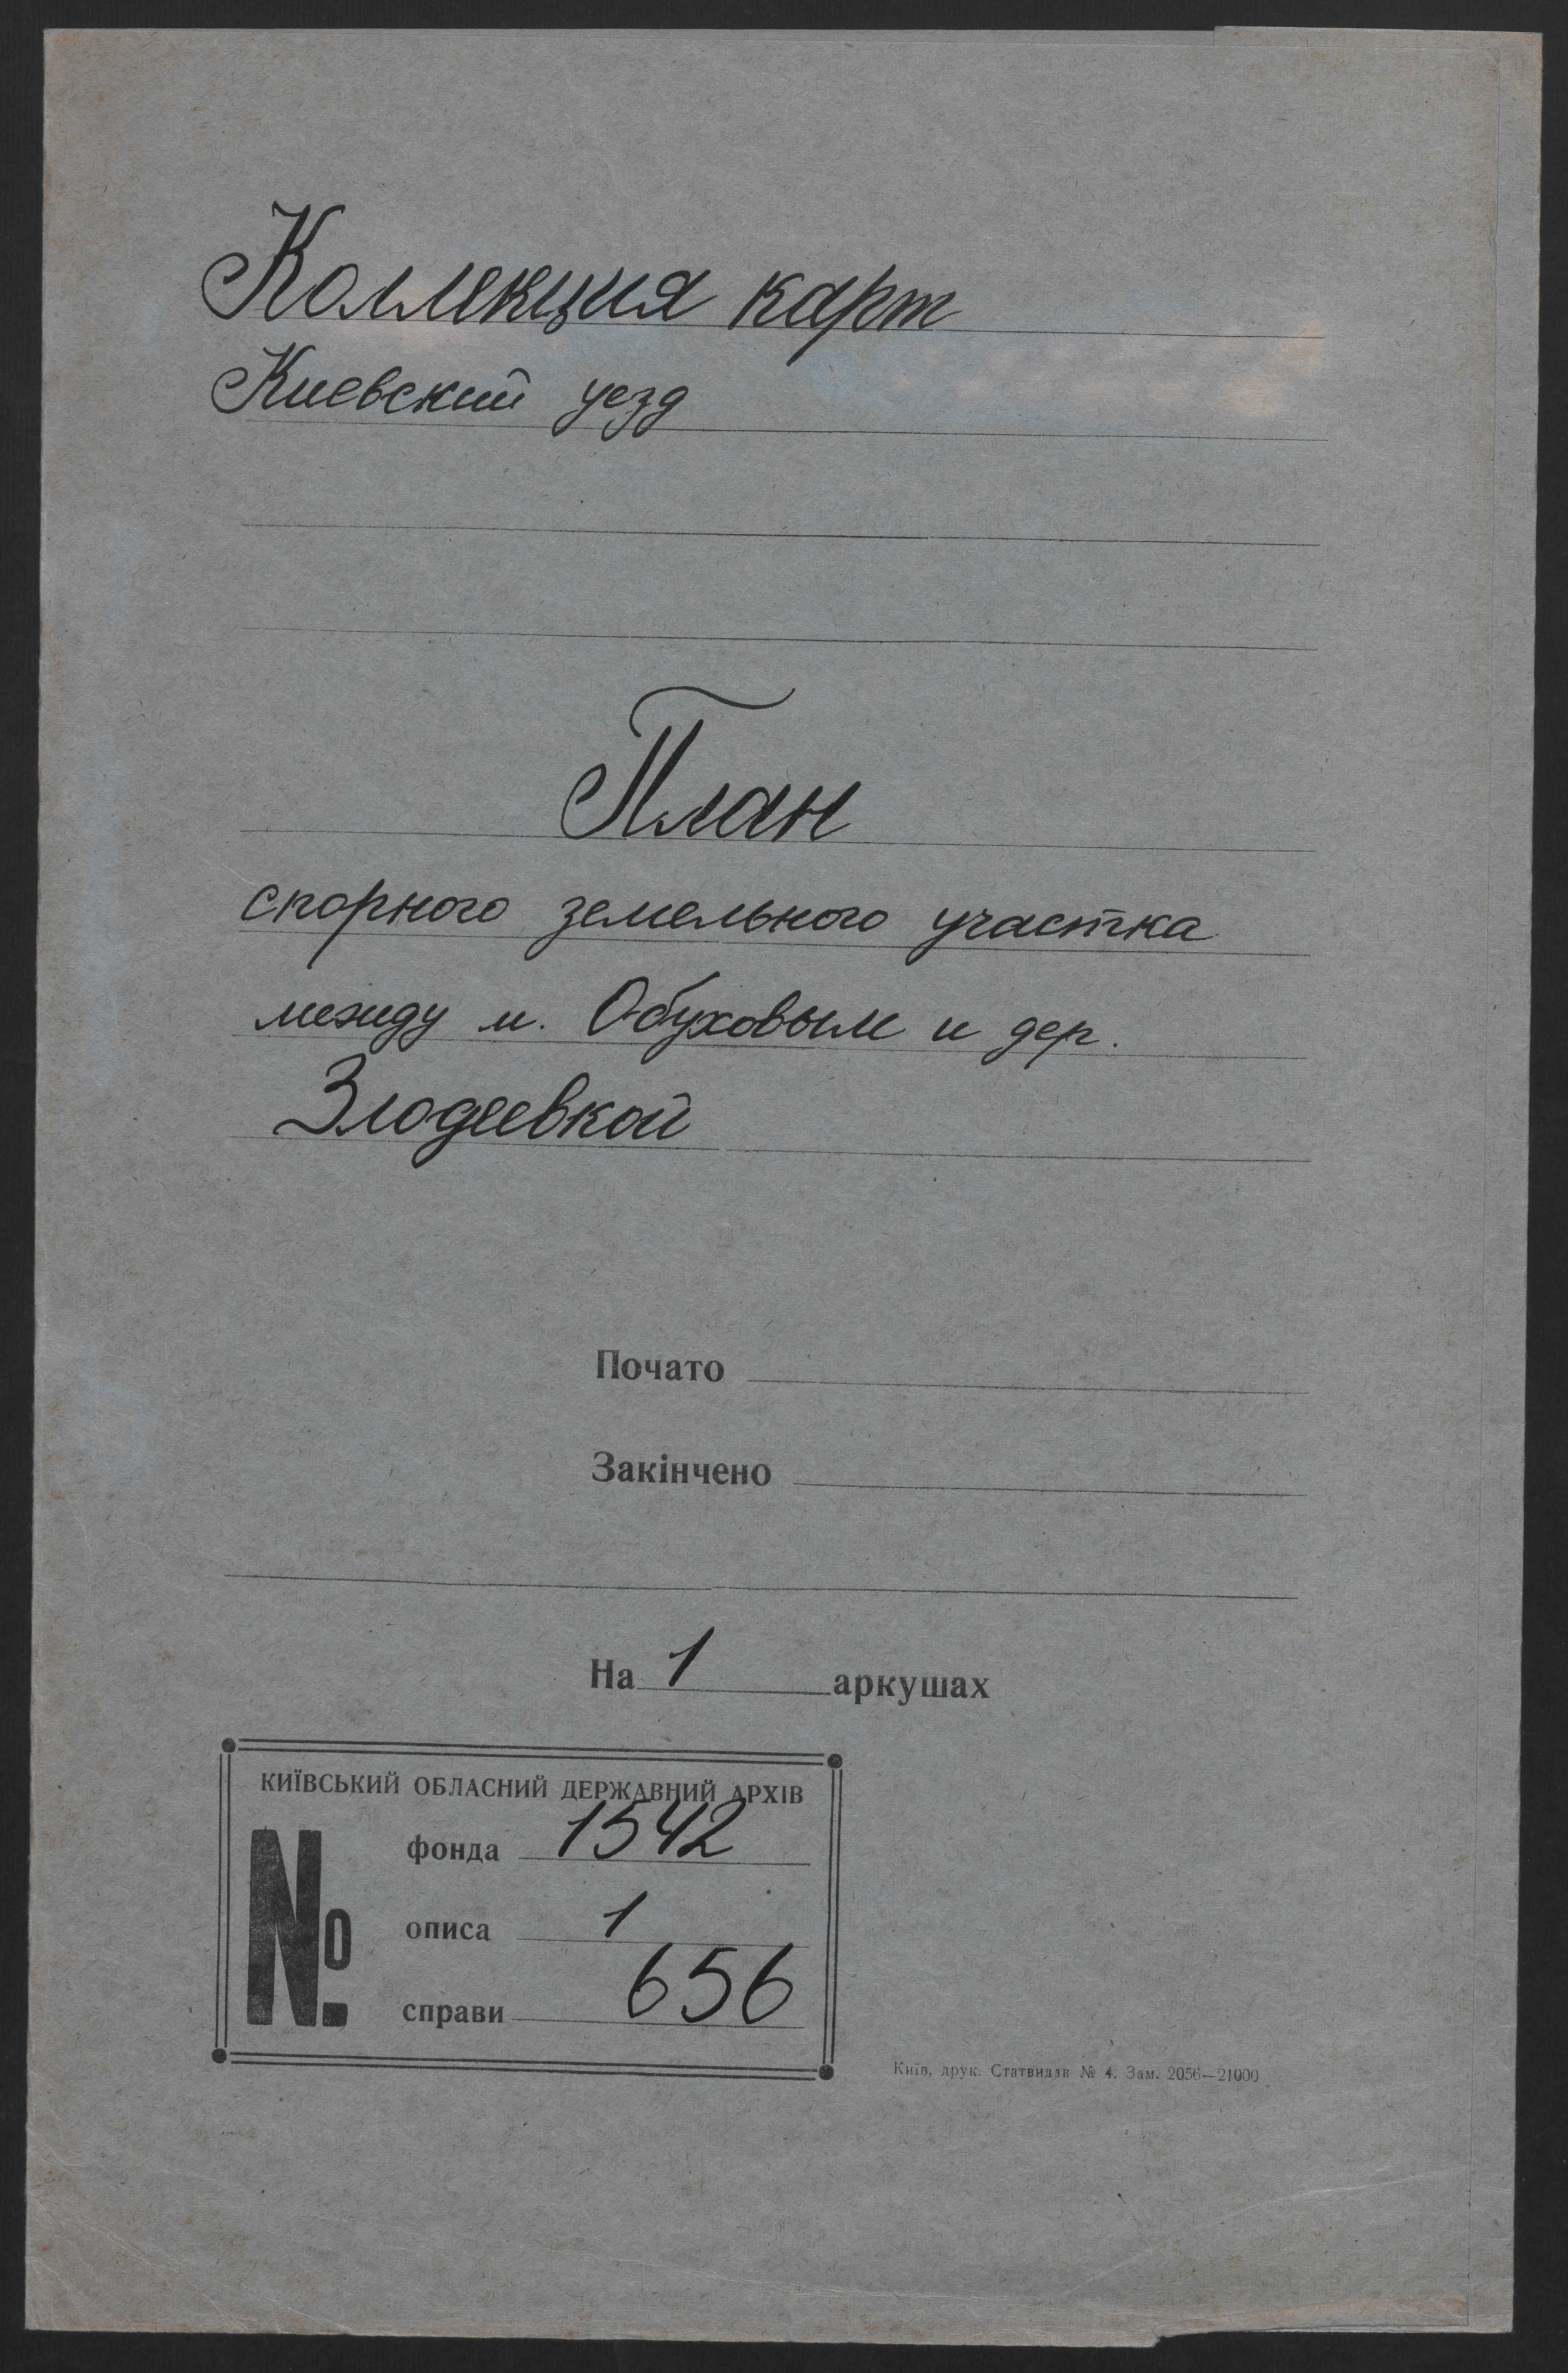 Коллекция карт
Киевский уезд
План
спорного земельного участка
между м. Обуховым и дер.
Злодеевкой
Почато
Закінчено
На 1 аркушах
КИЇВСЬКИЙ ОБЛАСНИЙ ДЕРЖАВНИЙ АРХІВ
№
фонда 1542
описа 1
справи 656
Київ, друк. Статвидав № 4. Зам. 2056—21000